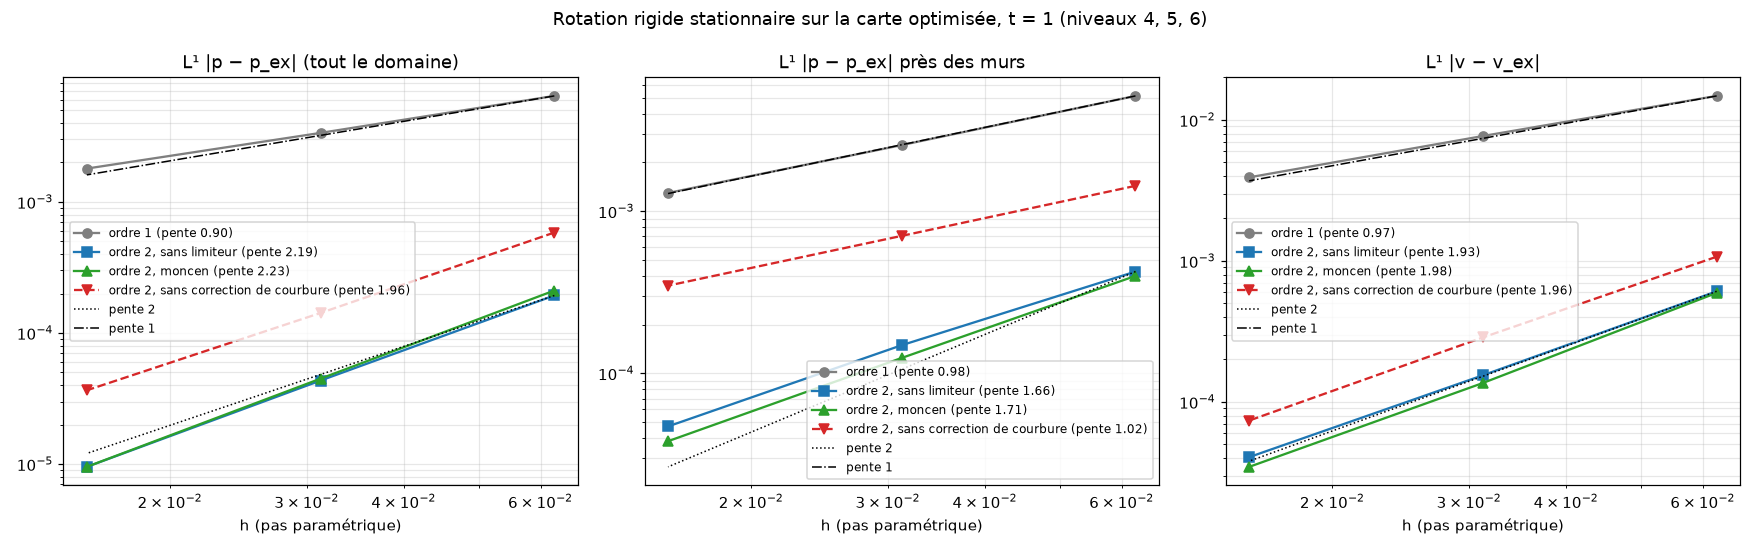 Rotation rigide stationnaire sur la carte optimisée, t = 1 (niveaux 4, 5, 6)
L¹ |p − p_ex| (tout le domaine)
10⁻³
10⁻⁴
10⁻⁵
ordre 1 (pente 0.90)
ordre 2, sans limiteur (pente 2.19)
ordre 2, moncen (pente 2.23)
ordre 2, sans correction de courbure (pente 1.96)
pente 2
pente 1
2 × 10⁻²
3 × 10⁻²
4 × 10⁻²
6 × 10⁻²
h (pas paramétrique)
L¹ |p − p_ex| près des murs
10⁻³
10⁻⁴
ordre 1 (pente 0.98)
ordre 2, sans limiteur (pente 1.66)
ordre 2, moncen (pente 1.71)
ordre 2, sans correction de courbure (pente 1.02)
pente 2
pente 1
2 × 10⁻²
3 × 10⁻²
4 × 10⁻²
6 × 10⁻²
h (pas paramétrique)
L¹ |v − v_ex|
10⁻²
10⁻³
10⁻⁴
ordre 1 (pente 0.97)
ordre 2, sans limiteur (pente 1.93)
ordre 2, moncen (pente 1.98)
ordre 2, sans correction de courbure (pente 1.96)
pente 2
pente 1
2 × 10⁻²
3 × 10⁻²
4 × 10⁻²
6 × 10⁻²
h (pas paramétrique)